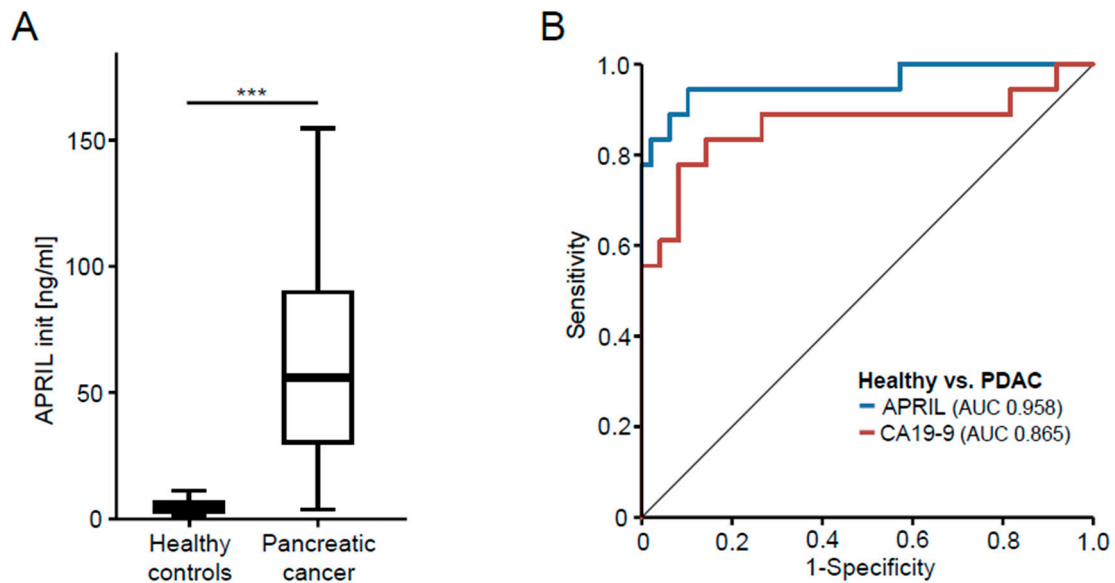 A
***
APRIL init [ng/ml]
150
100
50
0
Healthy
controls
Pancreatic
cancer
B
Sensitivity
1.0
0.8
0.6
0.4
0.2
0
Healthy vs. PDAC
APRIL (AUC 0.958)
CA19-9 (AUC 0.865)
0
0.2
0.4
0.6
0.8
1.0
1-Specificity